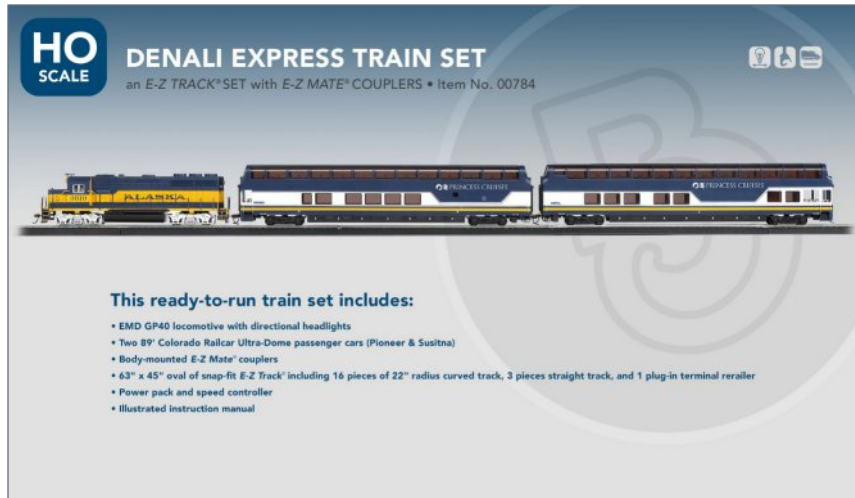 HO
SCALE
DENALI EXPRESS TRAIN SET
an E-Z TRACK® SET with E-Z MATE® COUPLERS • Item No. 00784
ALASKA
PRINCESS CRUISES
PRINCESS CRUISES
This ready-to-run train set includes:
• EMD GP40 locomotive with directional headlights
• Two 89' Colorado Railcar Ultra-Dome passenger cars (Pioneer & Susitna)
• Body-mounted E-Z Mate® couplers
• 63" x 45" oval of snap-fit E-Z Track® including 16 pieces of 22" radius curved track, 3 pieces straight track, and 1 plug-in terminal rerailer
• Power pack and speed controller
• Illustrated instruction manual